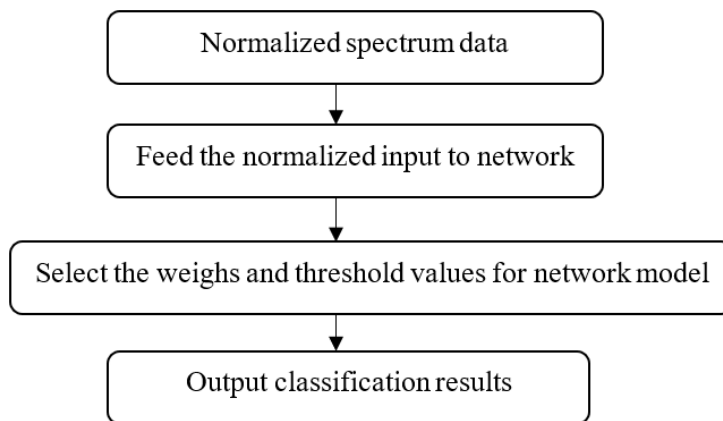 Normalized spectrum data
Feed the normalized input to network
Select the weighs and threshold values for network model
Output classification results